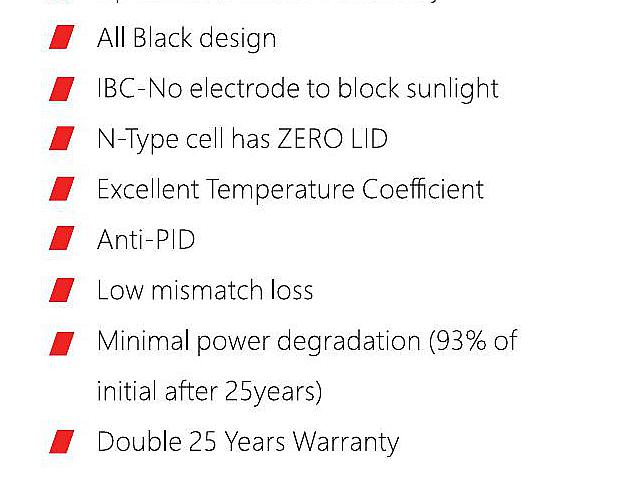 All Black design
IBC-No electrode to block sunlight
N-Type cell has ZERO LID
Excellent Temperature Coefficient
Anti-PID
Low mismatch loss
Minimal power degradation (93% of
initial after 25years)
Double 25 Years Warranty